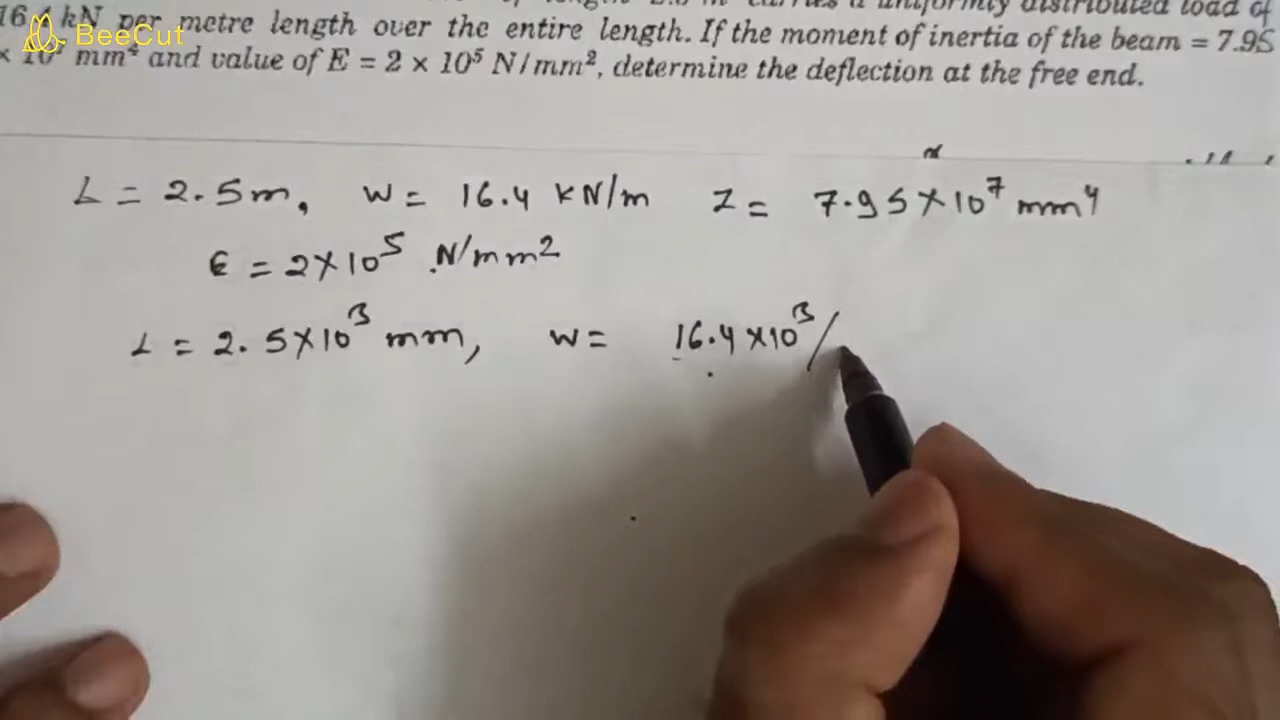 16.4 kN per metre length over the entire length. If the moment of inertia of the beam = 7.95
BeeCut
mm⁴ and value of E = 2 × 10⁵ N/mm², determine the deflection at the free end.
L = 2.5m, W = 16.4 KN/m I = 7.95×10⁷ mm⁴
E = 2×10⁵ N/mm²
L = 2.5×10³ mm, W = 16.4×10³/